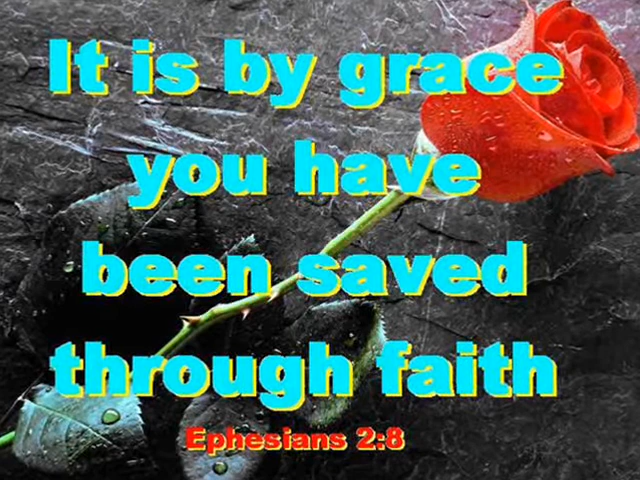 It is by grace
you have
been saved
through faith
Ephesians 2:8